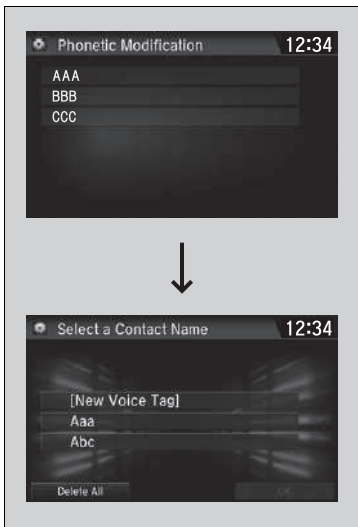 Phonetic Modification 12:34
AAA
BBB
CCC
Select a Contact Name 12:34
[New Voice Tag]
Aaa
Abc
Delete All OK